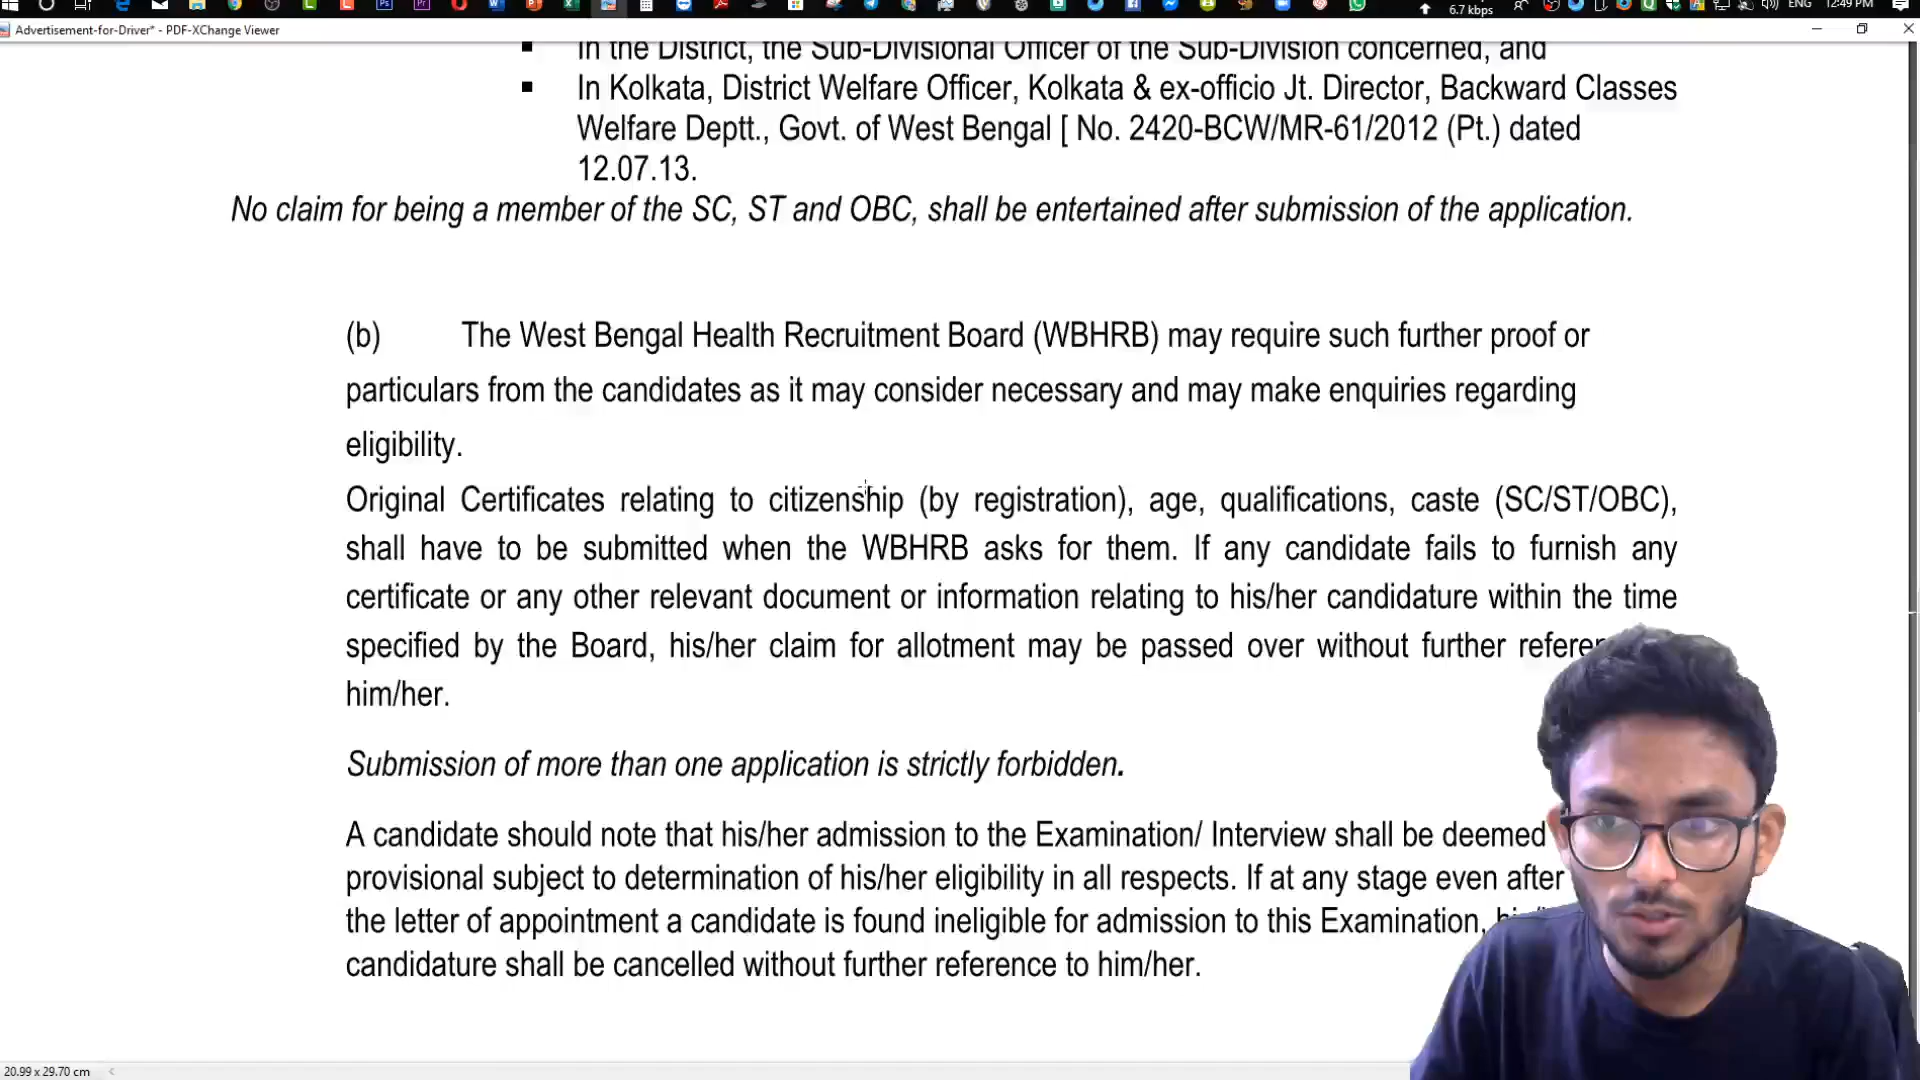 6.7 kbps
ENG
12:49 PM
Advertisement-for-Driver* - PDF-XChange Viewer
In the District, the Sub-Divisional Officer of the Sub-Division concerned, and
In Kolkata, District Welfare Officer, Kolkata & ex-officio Jt. Director, Backward Classes
Welfare Deptt., Govt. of West Bengal [ No. 2420-BCW/MR-61/2012 (Pt.) dated
12.07.13.
No claim for being a member of the SC, ST and OBC, shall be entertained after submission of the application.
(b) The West Bengal Health Recruitment Board (WBHRB) may require such further proof or
particulars from the candidates as it may consider necessary and may make enquiries regarding
eligibility.
Original Certificates relating to citizenship (by registration), age, qualifications, caste (SC/ST/OBC),
shall have to be submitted when the WBHRB asks for them. If any candidate fails to furnish any
certificate or any other relevant document or information relating to his/her candidature within the time
specified by the Board, his/her claim for allotment may be passed over without further
him/her.
Submission of more than one application is strictly forbidden.
A candidate should note that his/her admission to the Examination/ Interview shall be deemed
provisional subject to determination of his/her eligibility in all respects. If at any stage even after
the letter of appointment a candidate is found ineligible for admission to this Examination,
candidature shall be cancelled without further reference to him/her.
20.99 x 29.70 cm